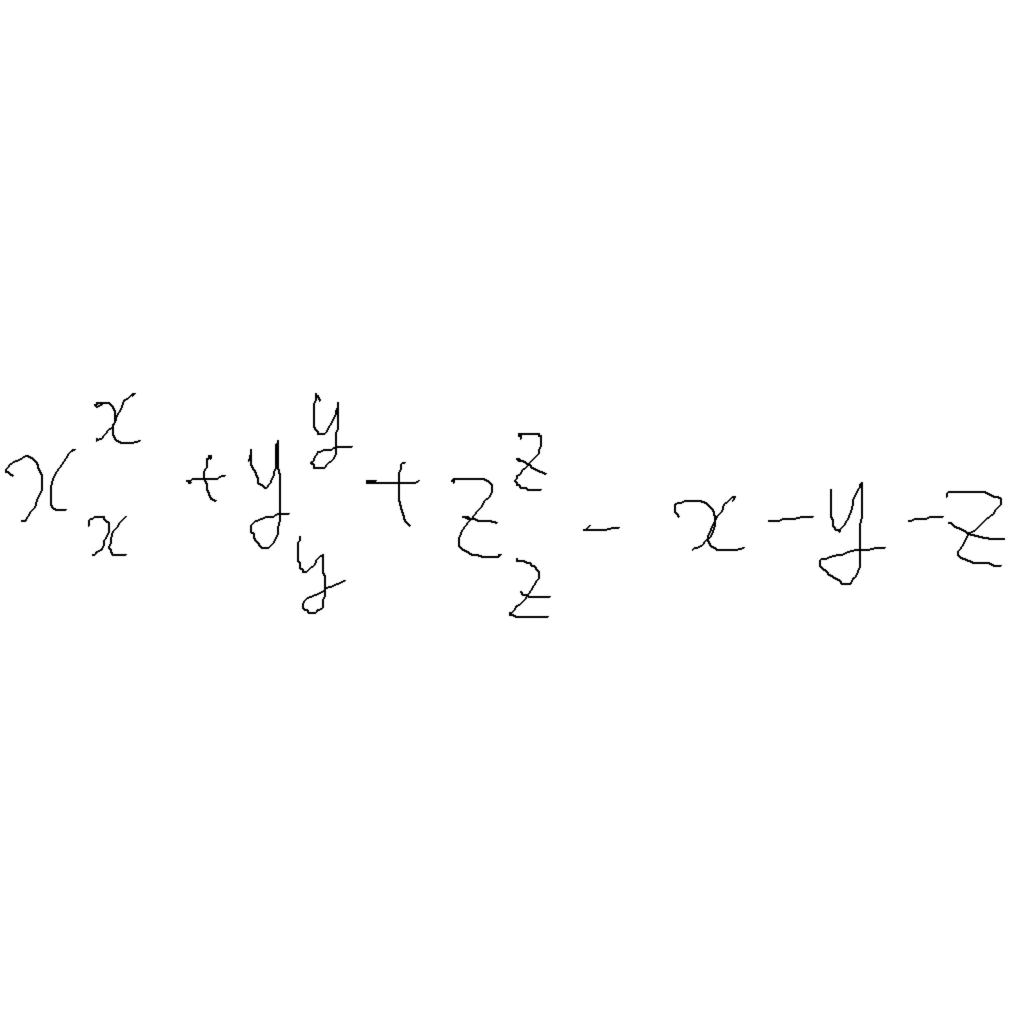 x_x^x + y_y^y + z_z^z - x - y - z